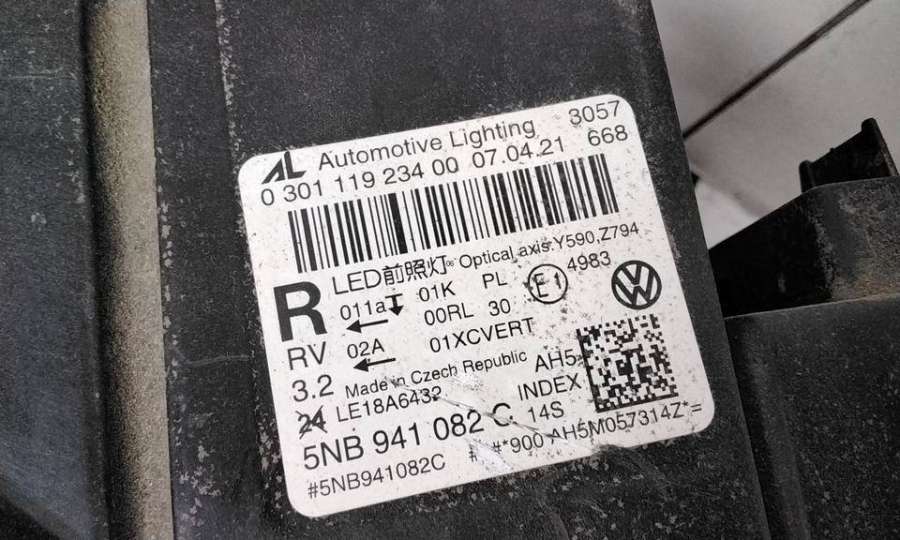 AL Automotive Lighting 3057
0 301 119 234 00 07.04.21 668
LED前照灯 Optical axis:Y590,Z794
R 011a 01K PL E1 4983
00RL 30
RV 02A 01XCVERT
3.2 Made in Czech Republic AH5
24 LE18A6432 INDEX
5NB 941 082 C 14S
#5NB941082C #*900 AH5M057314Z*=
VW